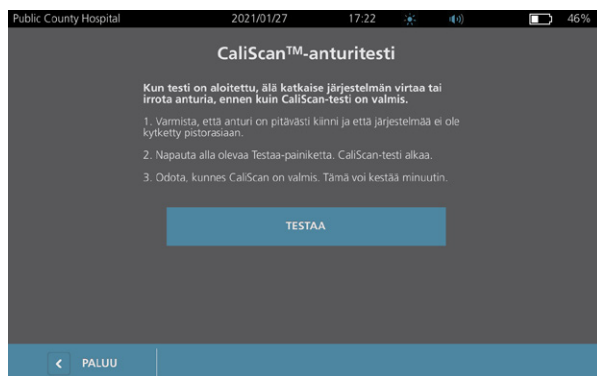 Public County Hospital 2021/01/27 17:22 46%
CaliScan™-anturitesti
Kun testi on aloitettu, älä katkaise järjestelmän virtaa tai
irrota anturia, ennen kuin CaliScan-testi on valmis.
1. Varmista, että anturi on pitävästi kiinni ja että järjestelmää ei ole
kytketty pistorasiaan.
2. Napauta alla olevaa Testaa-painiketta. CaliScan-testi alkaa.
3. Odota, kunnes CaliScan on valmis. Tämä voi kestää minuutin.
TESTAA
PALUU